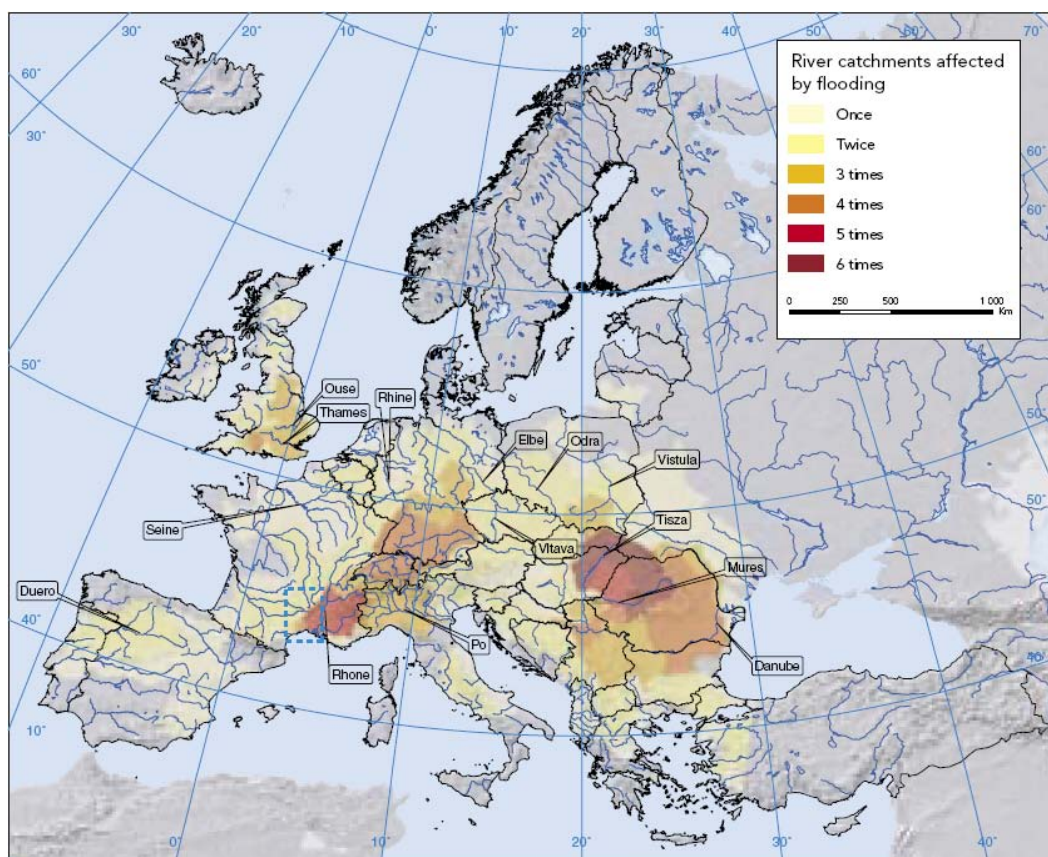 30°
20°
10°
0°
10°
20°
30°
40°
50°
60°
70°
60°
30°
50°
40°
10°
60°
60°
50°
50°
40°
40°
0°
10°
20°
30°
40°
River catchments affected
by flooding
Once
Twice
3 times
4 times
5 times
6 times
0 250 500 1 000
Km
Ouse
Thames
Rhine
Elbe
Odra
Vistula
Seine
Tisza
Vltava
Mures
Duero
Po
Rhone
Danube